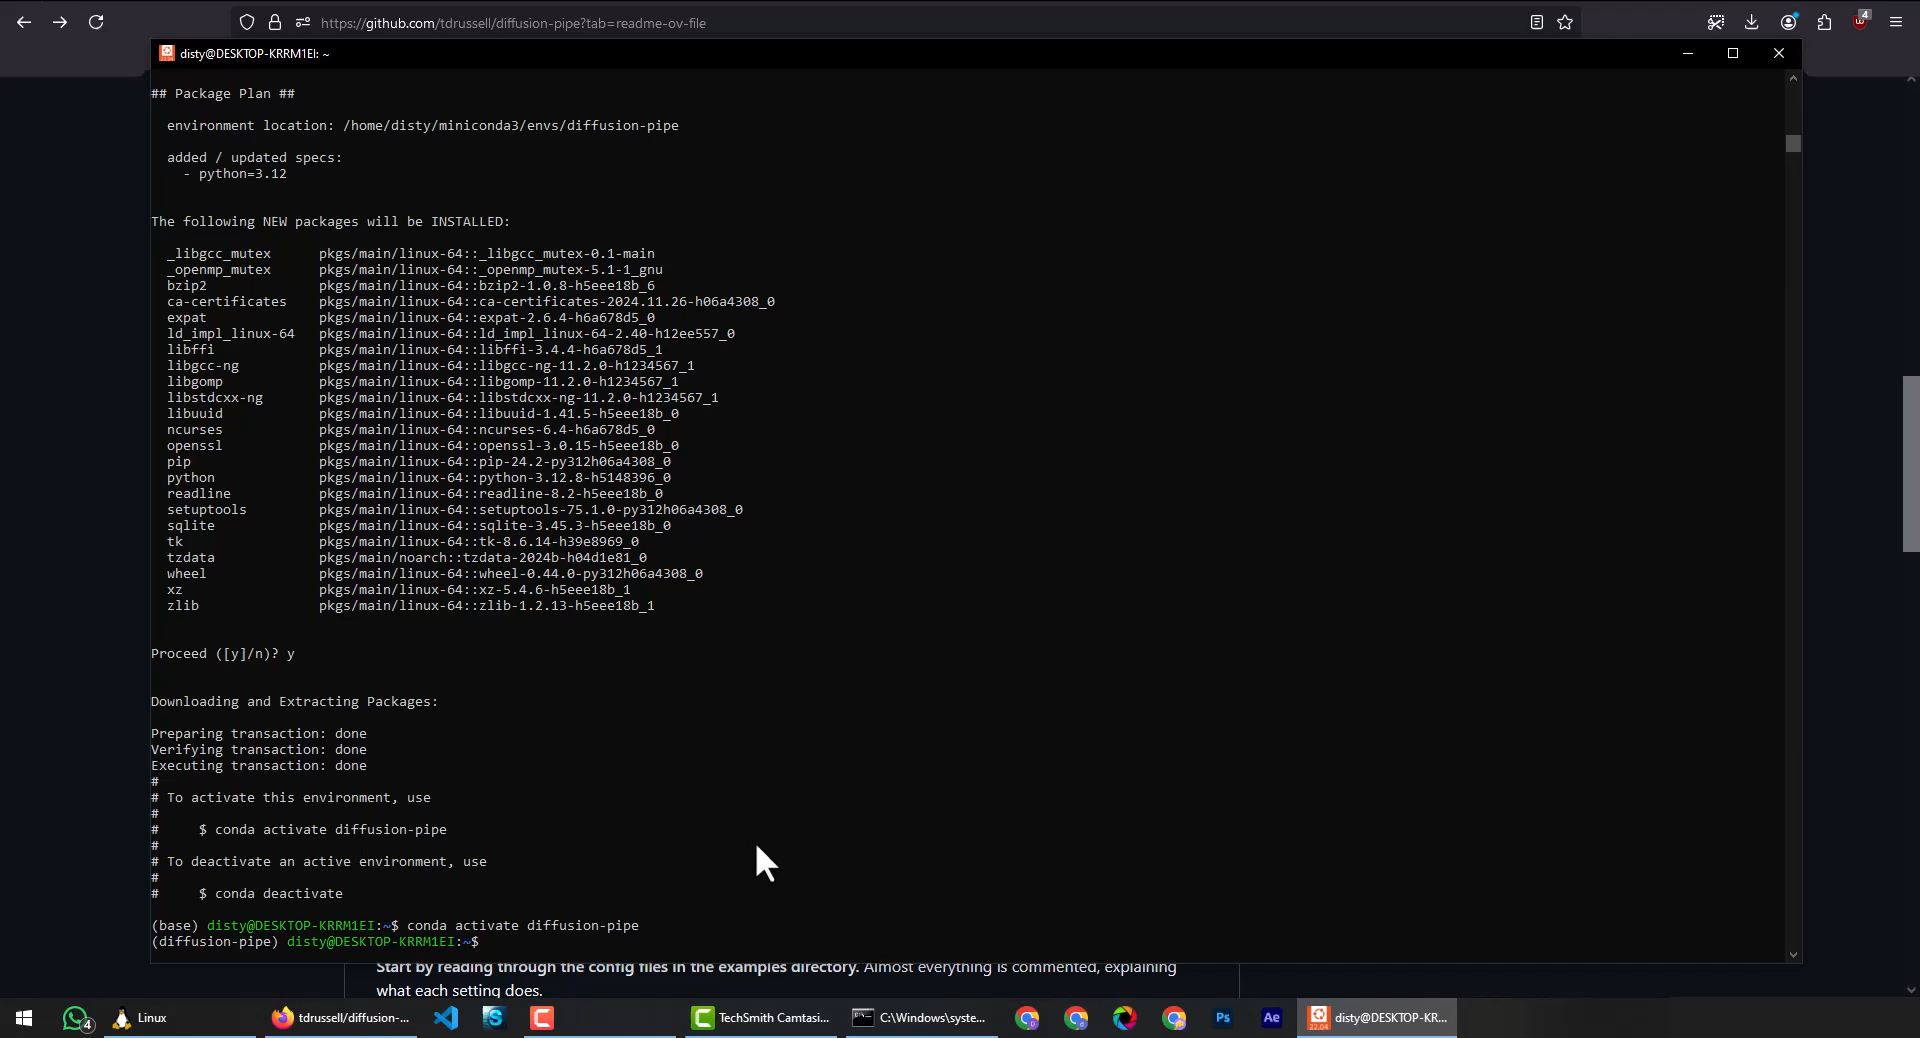 https://github.com/tdrussell/diffusion-pipe?tab=readme-ov-file
4
disty@DESKTOP-KRRM1EI: ~
## Package Plan ##
environment location: /home/disty/miniconda3/envs/diffusion-pipe
added / updated specs:
- python=3.12
The following NEW packages will be INSTALLED:
_libgcc_mutex pkgs/main/linux-64::_libgcc_mutex-0.1-main
_openmp_mutex pkgs/main/linux-64::_openmp_mutex-5.1-1_gnu
bzip2 pkgs/main/linux-64::bzip2-1.0.8-h5eee18b_6
ca-certificates pkgs/main/linux-64::ca-certificates-2024.11.26-h06a4308_0
expat pkgs/main/linux-64::expat-2.6.4-h6a678d5_0
ld_impl_linux-64 pkgs/main/linux-64::ld_impl_linux-64-2.40-h12ee557_0
libffi pkgs/main/linux-64::libffi-3.4.4-h6a678d5_1
libgcc-ng pkgs/main/linux-64::libgcc-ng-11.2.0-h1234567_1
libgomp pkgs/main/linux-64::libgomp-11.2.0-h1234567_1
libstdcxx-ng pkgs/main/linux-64::libstdcxx-ng-11.2.0-h1234567_1
libuuid pkgs/main/linux-64::libuuid-1.41.5-h5eee18b_0
ncurses pkgs/main/linux-64::ncurses-6.4-h6a678d5_0
openssl pkgs/main/linux-64::openssl-3.0.15-h5eee18b_0
pip pkgs/main/linux-64::pip-24.2-py312h06a4308_0
python pkgs/main/linux-64::python-3.12.8-h5148396_0
readline pkgs/main/linux-64::readline-8.2-h5eee18b_0
setuptools pkgs/main/linux-64::setuptools-75.1.0-py312h06a4308_0
sqlite pkgs/main/linux-64::sqlite-3.45.3-h5eee18b_0
tk pkgs/main/linux-64::tk-8.6.14-h39e8969_0
tzdata pkgs/main/noarch::tzdata-2024b-h04d1e81_0
wheel pkgs/main/linux-64::wheel-0.44.0-py312h06a4308_0
xz pkgs/main/linux-64::xz-5.4.6-h5eee18b_1
zlib pkgs/main/linux-64::zlib-1.2.13-h5eee18b_1
Proceed ([y]/n)? y
Downloading and Extracting Packages:
Preparing transaction: done
Verifying transaction: done
Executing transaction: done
#
# To activate this environment, use
#
# $ conda activate diffusion-pipe
#
# To deactivate an active environment, use
#
# $ conda deactivate
(base) disty@DESKTOP-KRRM1EI:~$ conda activate diffusion-pipe
(diffusion-pipe) disty@DESKTOP-KRRM1EI:~$
Start by reading through the config files in the examples directory. Almost everything is commented, explaining
what each setting does.
4 Linux tdrussell/diffusion-... TechSmith Camtasi... C:\Windows\syste... Ps Ae 22.04 disty@DESKTOP-KR...